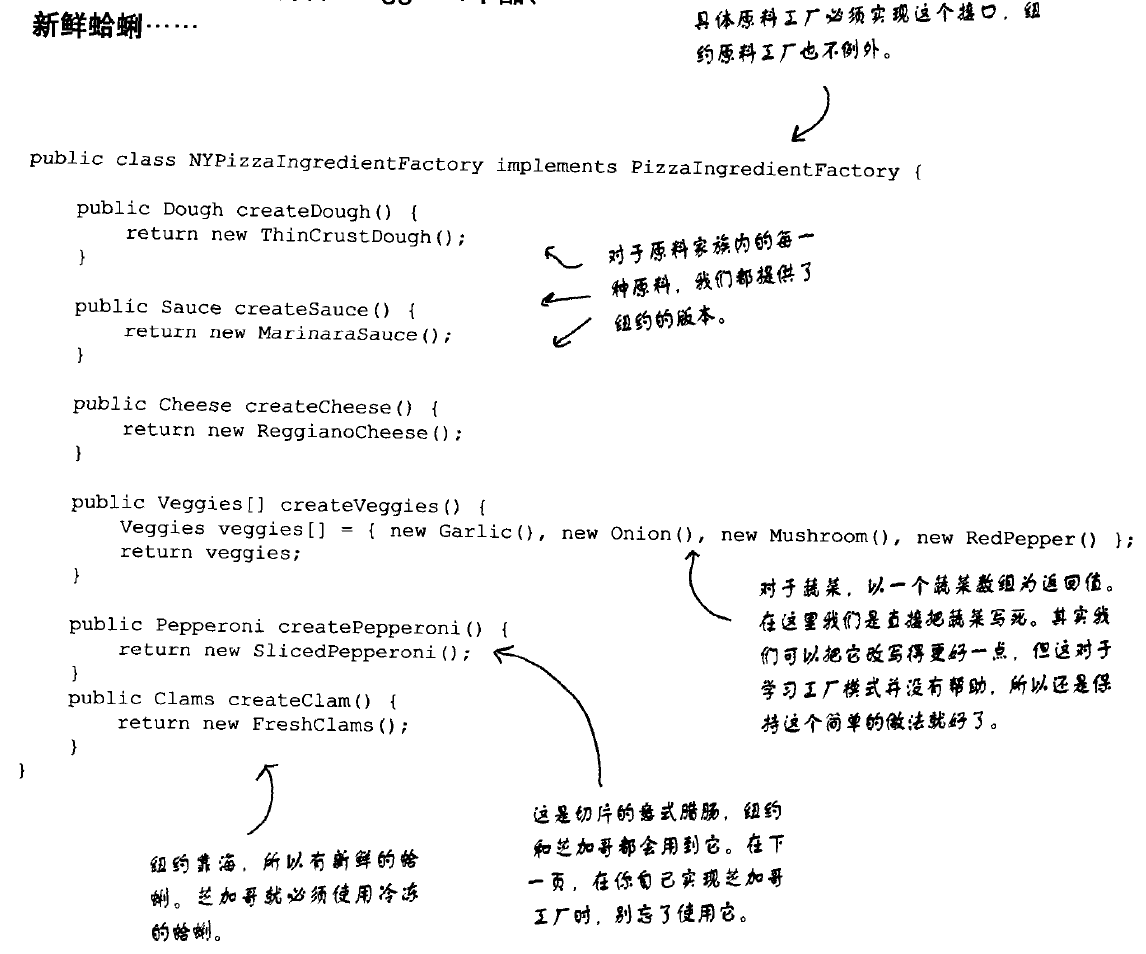 新鲜蛤蜊……
具体原料工厂必须实现这个接口，纽
约原料工厂也不例外。
public class NYPizzaIngredientFactory implements PizzaIngredientFactory {
public Dough createDough() {
return new ThinCrustDough();
}
对于原料家族内的每一
种原料，我们都提供了
纽约的版本。
public Sauce createSauce() {
return new MarinaraSauce();
}
public Cheese createCheese() {
return new ReggianoCheese();
}
public Veggies[] createVeggies() {
Veggies veggies[] = { new Garlic(), new Onion(), new Mushroom(), new RedPepper() };
return veggies;
}
对于蔬菜，以一个蔬菜数组为返回值。
在这里我们是直接把蔬菜写死。其实我
们可以把它改写得更好一点，但这对于
学习工厂模式并没有帮助，所以还是保
持这个简单的做法就好了。
public Pepperoni createPepperoni() {
return new SlicedPepperoni();
}
public Clams createClam() {
return new FreshClams();
}
}
这是切片的意式腊肠，纽约
和芝加哥都会用到它。在下
一页，在你自己实现芝加哥
工厂时，别忘了使用它。
纽约靠海，所以有新鲜的蛤
蜊。芝加哥就必须使用冷冻
的蛤蜊。